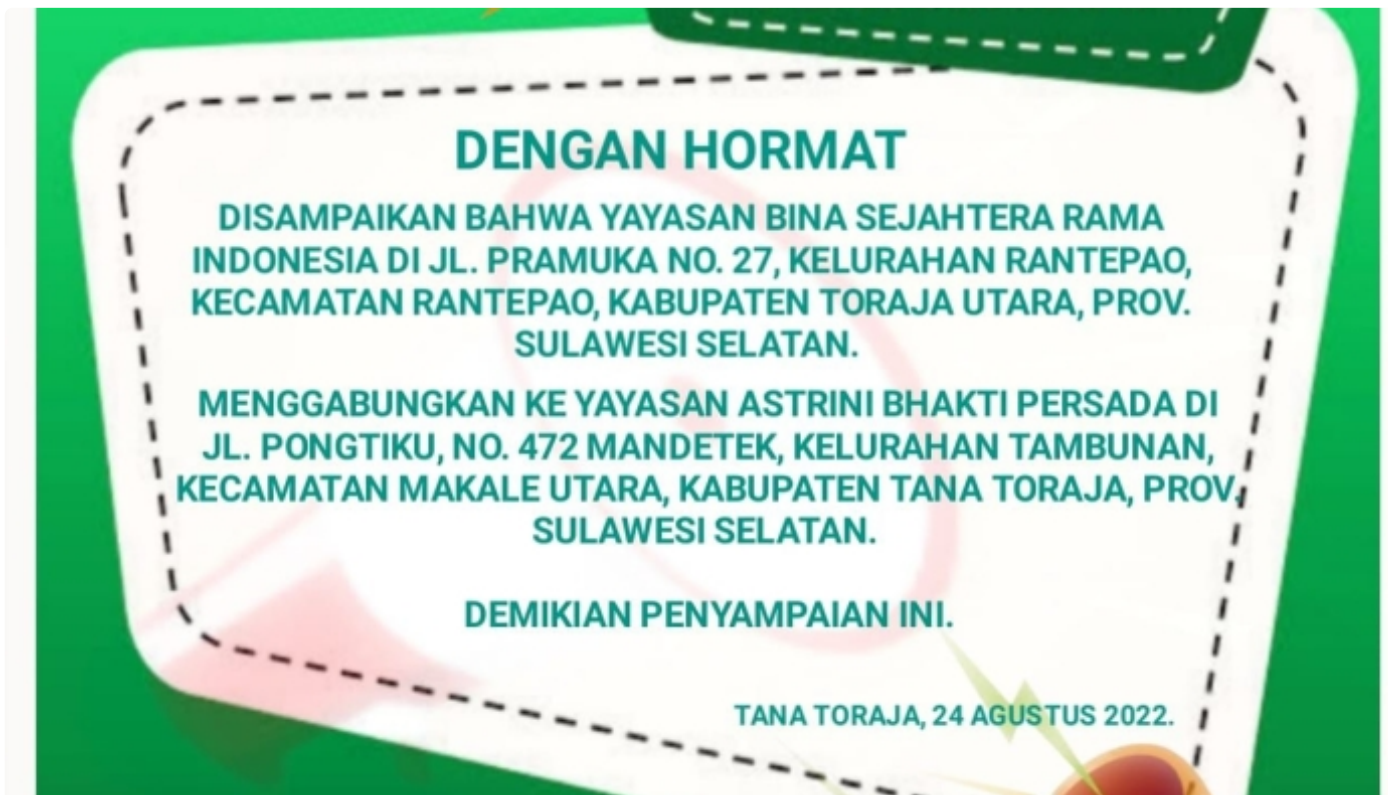 DENGAN HORMAT
DISAMPAIKAN BAHWA YAYASAN BINA SEJAHTERA RAMA
INDONESIA DI JL. PRAMUKA NO. 27, KELURAHAN RANTEPAO,
KECAMATAN RANTEPAO, KABUPATEN TORAJA UTARA, PROV.
SULAWESI SELATAN.
MENGGABUNGKAN KE YAYASAN ASTRINI BHAKTI PERSADA DI
JL. PONGTIKU, NO. 472 MANDETEK, KELURAHAN TAMBUNAN,
KECAMATAN MAKALE UTARA, KABUPATEN TANA TORAJA, PROV.
SULAWESI SELATAN.
DEMIKIAN PENYAMPAIAN INI.
TANA TORAJA, 24 AGUSTUS 2022.